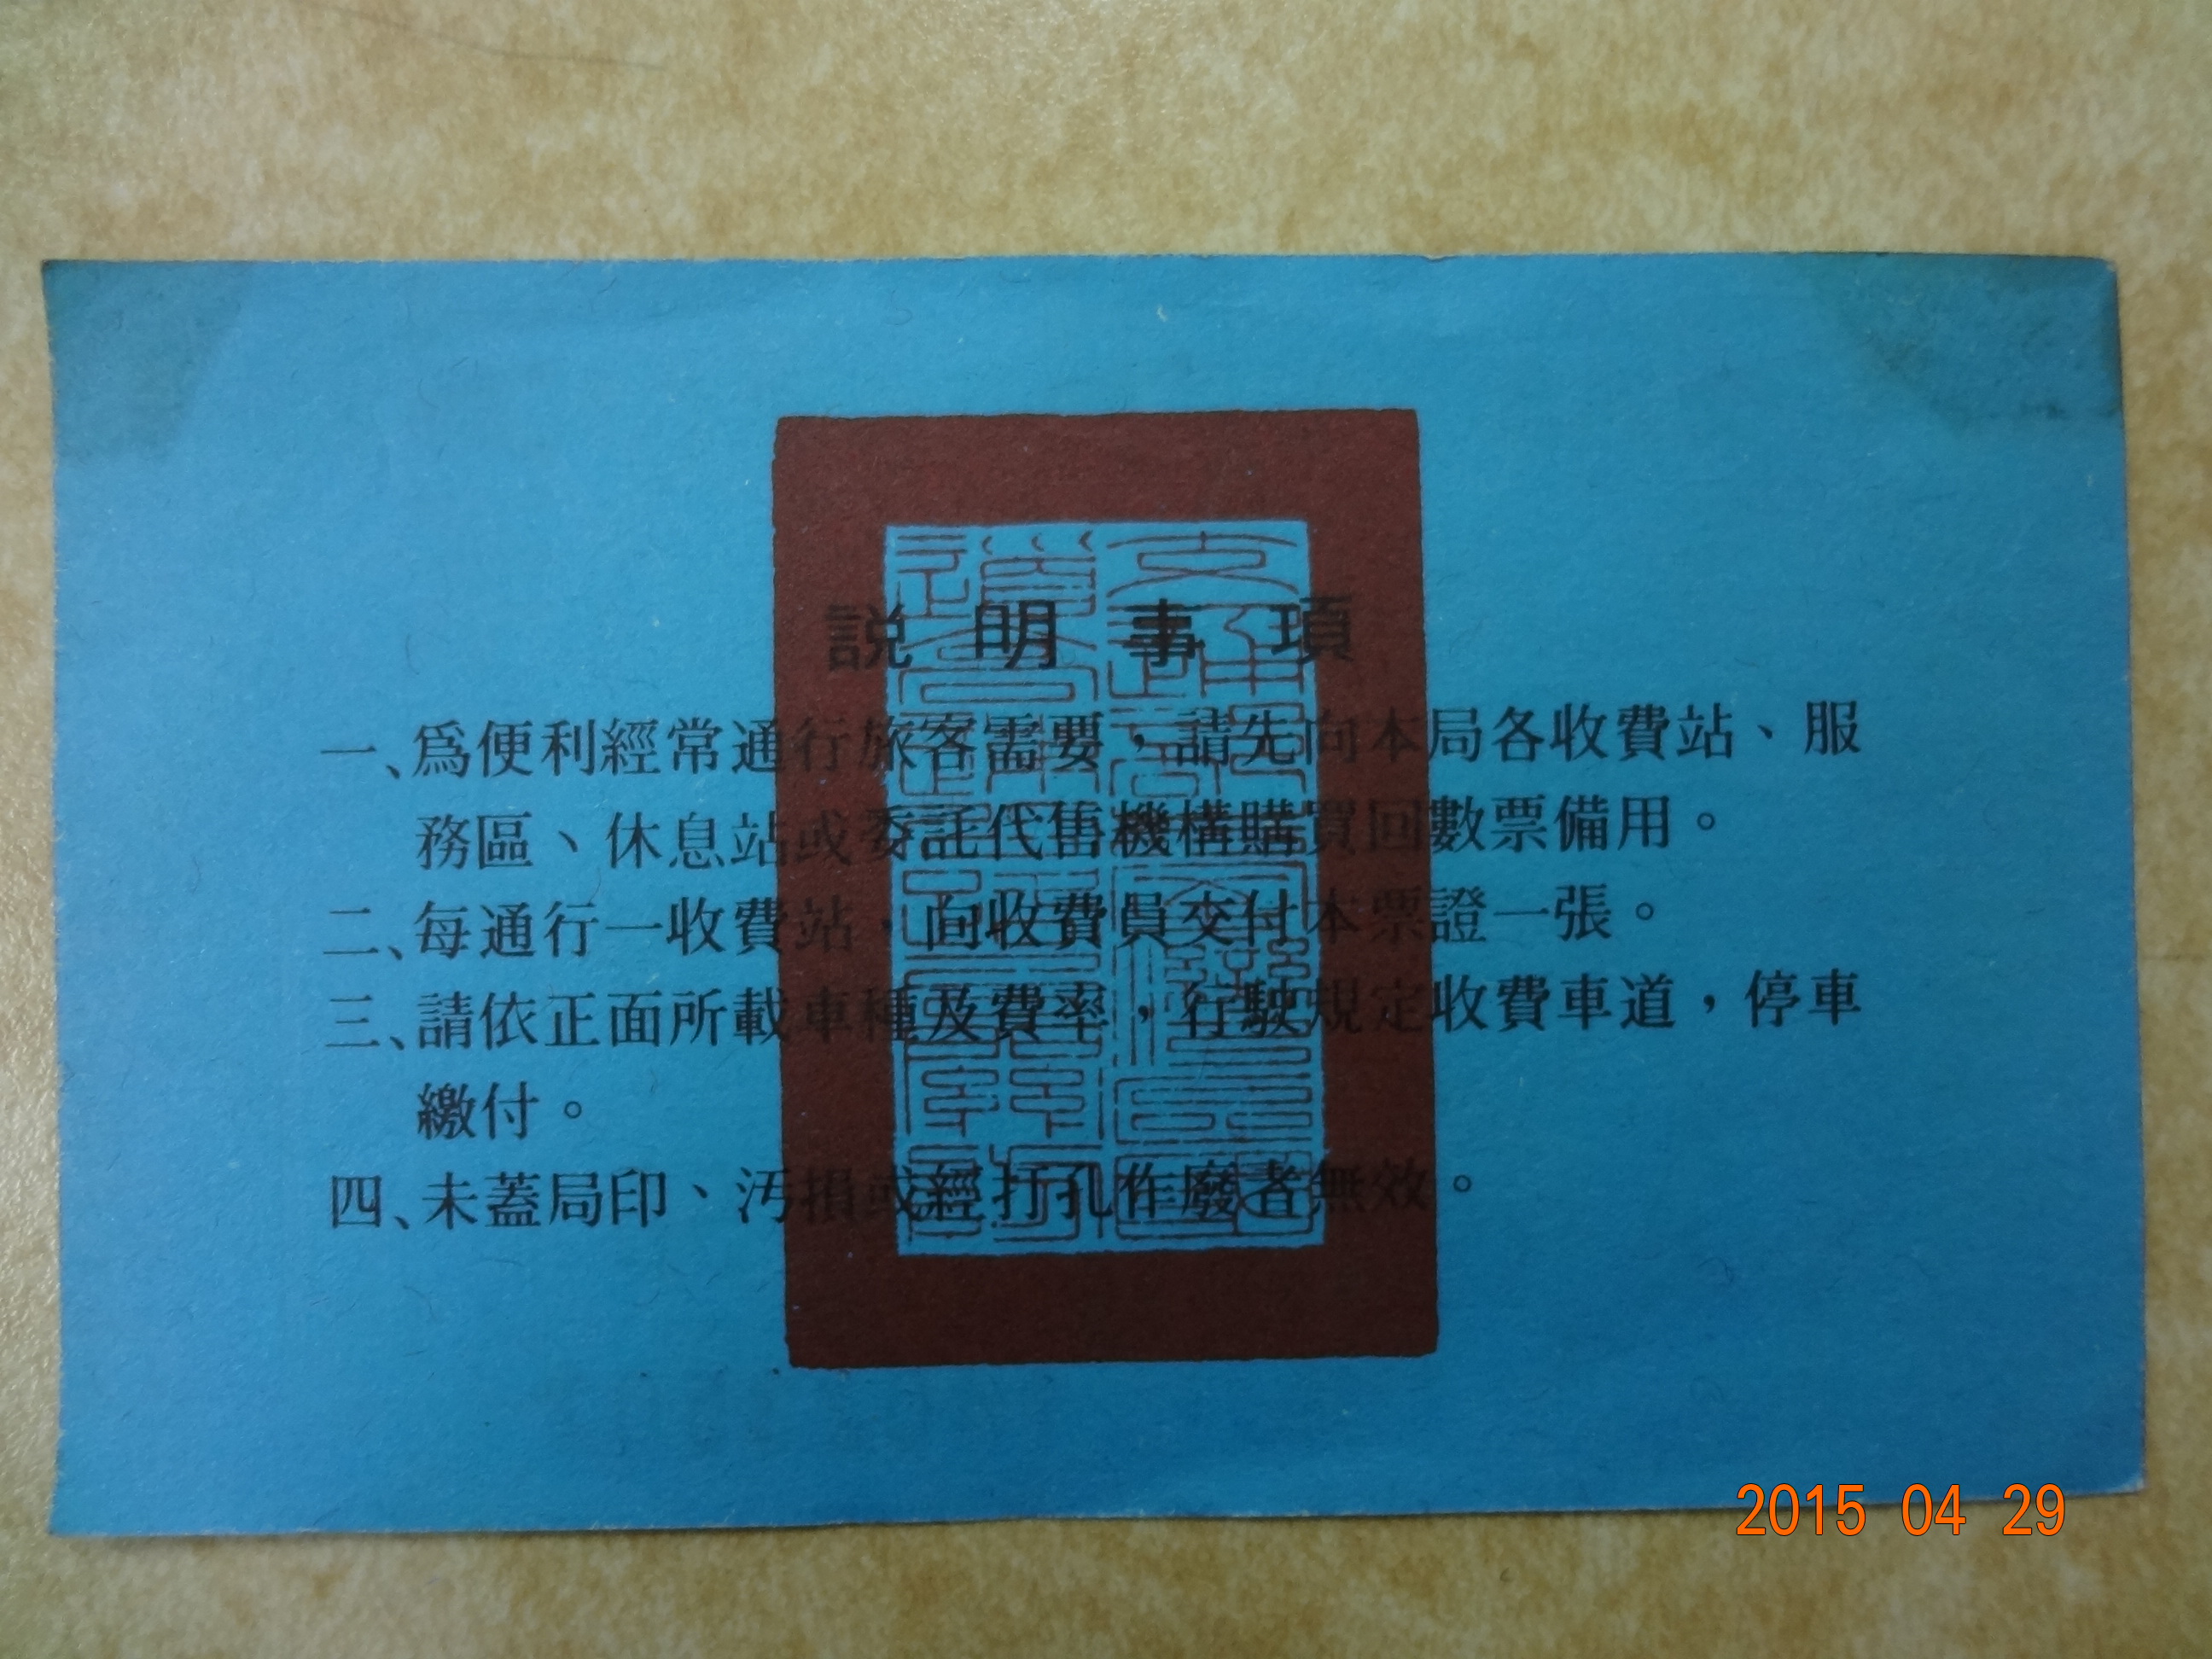 説明事項
一、爲便利經常通行旅客需要，請先向本局各收費站、服
務區、休息站或委託代售機構購買回數票備用。
二、每通行一收費站，向收費員交付本票證一張。
三、請依正面所載車種及費率，行駛規定收費車道，停車
繳付。
四、未蓋局印、汚損或經打孔作廢者無效。
2015 04 29